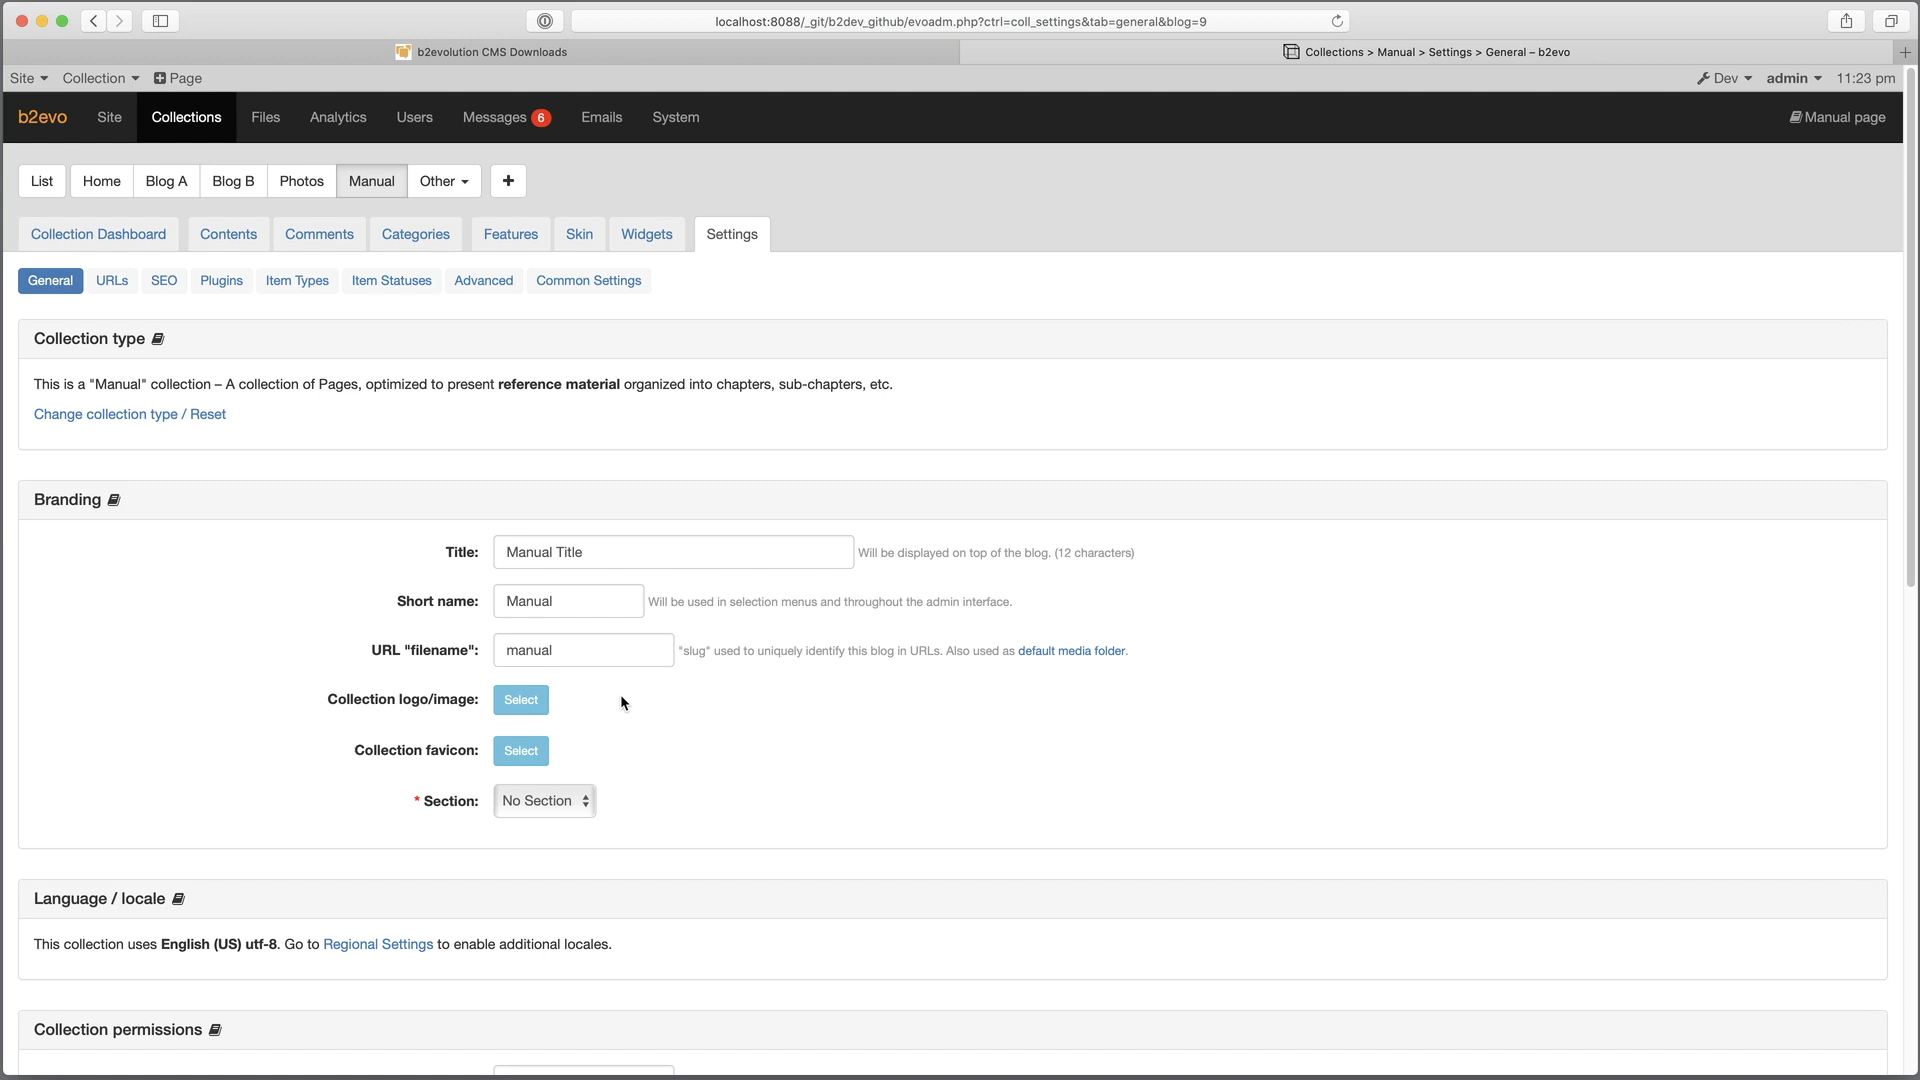 localhost:8088/_git/b2dev_github/evoadm.php?ctrl=coll_settings&tab=general&blog=9
b2evolution CMS Downloads
Collections > Manual > Settings > General – b2evo
Site Collection Page
Dev admin 11:23 pm
b2evo Site Collections Files Analytics Users Messages 6 Emails System
Manual page
List Home Blog A Blog B Photos Manual Other
Collection Dashboard Contents Comments Categories Features Skin Widgets Settings
General URLs SEO Plugins Item Types Item Statuses Advanced Common Settings
Collection type
This is a "Manual" collection – A collection of Pages, optimized to present reference material organized into chapters, sub-chapters, etc.
Change collection type / Reset
Branding
Title: Manual Title Will be displayed on top of the blog. (12 characters)
Short name: Manual Will be used in selection menus and throughout the admin interface.
URL "filename": manual "slug" used to uniquely identify this blog in URLs. Also used as default media folder.
Collection logo/image: Select
Collection favicon: Select
* Section: No Section
Language / locale
This collection uses English (US) utf-8. Go to Regional Settings to enable additional locales.
Collection permissions